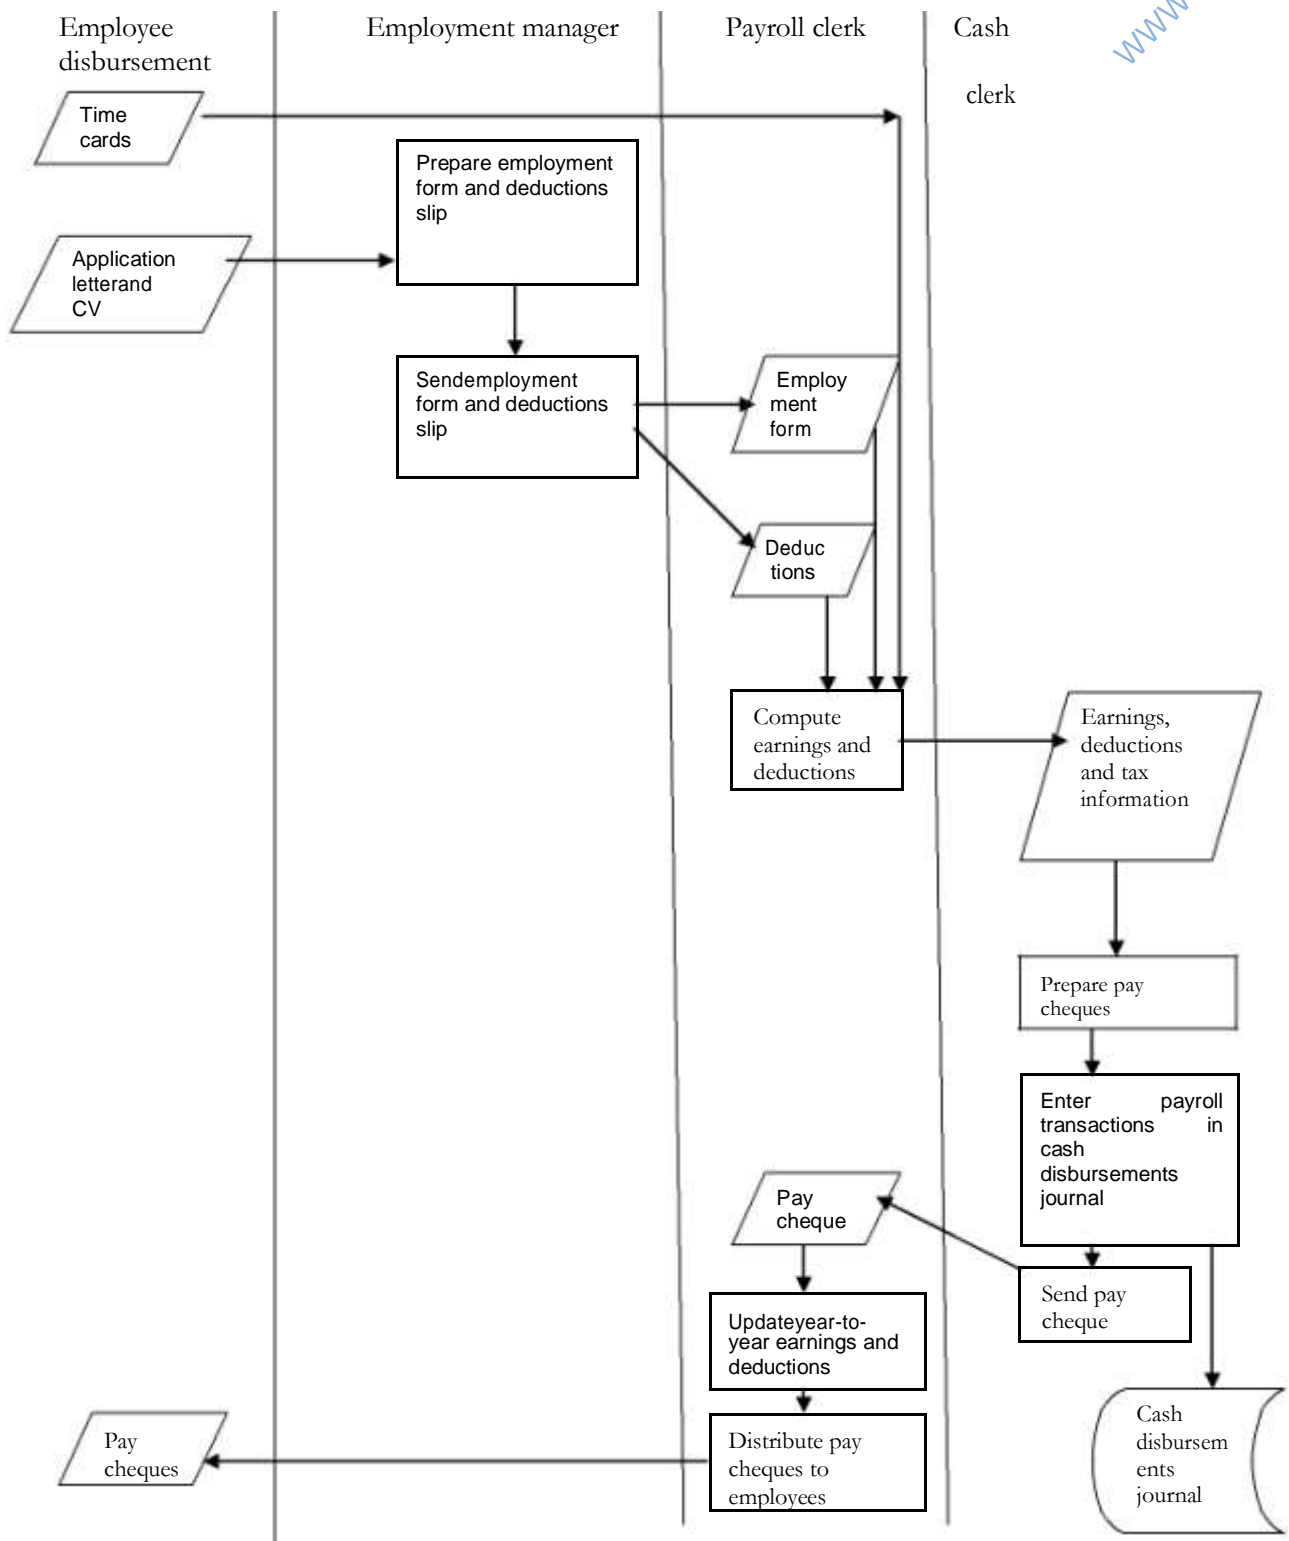 Employee
disbursement
Employment manager
Payroll clerk
Cash
clerk
www
Time
cards
Prepare employment
form and deductions
slip
Application
letterand
CV
Sendemployment
form and deductions
slip
Employ
ment
form
Deduc
tions
Compute
earnings and
deductions
Earnings,
deductions
and tax
information
Prepare pay
cheques
Enter payroll
transactions in
cash
disbursements
journal
Pay
cheque
Send pay
cheque
Updateyear-to-
year earnings and
deductions
Pay
cheques
Distribute pay
cheques to
employees
Cash
disbursem
ents
journal